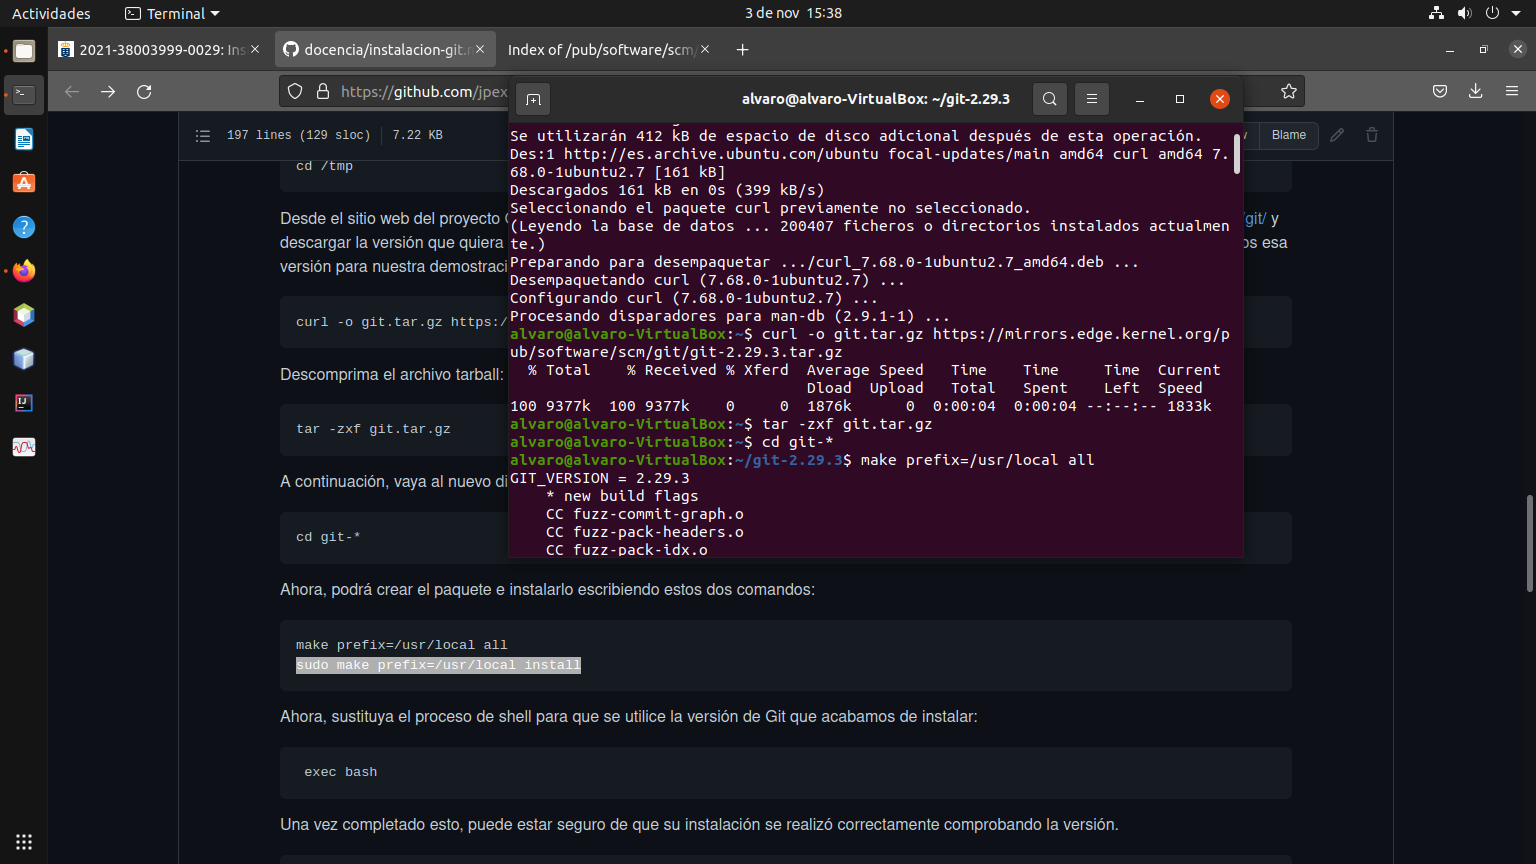 Actividades
Terminal
3 de nov 15:38
2021-38003999-0029: Ins
docencia/instalacion-git.m
Index of /pub/software/scm/
https://github.com/jpex
alvaro@alvaro-VirtualBox: ~/git-2.29.3
197 lines (129 sloc)
7.22 KB
Blame
cd /tmp
Desde el sitio web del proyecto
/git/ y
descargar la versión que quiera
os esa
versión para nuestra demostraci
curl -o git.tar.gz https:/
Descomprima el archivo tarball:
tar -zxf git.tar.gz
A continuación, vaya al nuevo di
cd git-*
Se utilizarán 412 kB de espacio de disco adicional después de esta operación.
Des:1 http://es.archive.ubuntu.com/ubuntu focal-updates/main amd64 curl amd64 7.
68.0-1ubuntu2.7 [161 kB]
Descargados 161 kB en 0s (399 kB/s)
Seleccionando el paquete curl previamente no seleccionado.
(Leyendo la base de datos ... 200407 ficheros o directorios instalados actualmen
te.)
Preparando para desempaquetar .../curl_7.68.0-1ubuntu2.7_amd64.deb ...
Desempaquetando curl (7.68.0-1ubuntu2.7) ...
Configurando curl (7.68.0-1ubuntu2.7) ...
Procesando disparadores para man-db (2.9.1-1) ...
alvaro@alvaro-VirtualBox:~$ curl -o git.tar.gz https://mirrors.edge.kernel.org/p
ub/software/scm/git/git-2.29.3.tar.gz
% Total % Received % Xferd Average Speed Time Time Time Current
Dload Upload Total Spent Left Speed
100 9377k 100 9377k 0 0 1876k 0 0:00:04 0:00:04 --:--:-- 1833k
alvaro@alvaro-VirtualBox:~$ tar -zxf git.tar.gz
alvaro@alvaro-VirtualBox:~$ cd git-*
alvaro@alvaro-VirtualBox:~/git-2.29.3$ make prefix=/usr/local all
GIT_VERSION = 2.29.3
* new build flags
CC fuzz-commit-graph.o
CC fuzz-pack-headers.o
CC fuzz-pack-idx.o
Ahora, podrá crear el paquete e instalarlo escribiendo estos dos comandos:
make prefix=/usr/local all
sudo make prefix=/usr/local install
Ahora, sustituya el proceso de shell para que se utilice la versión de Git que acabamos de instalar:
exec bash
Una vez completado esto, puede estar seguro de que su instalación se realizó correctamente comprobando la versión.